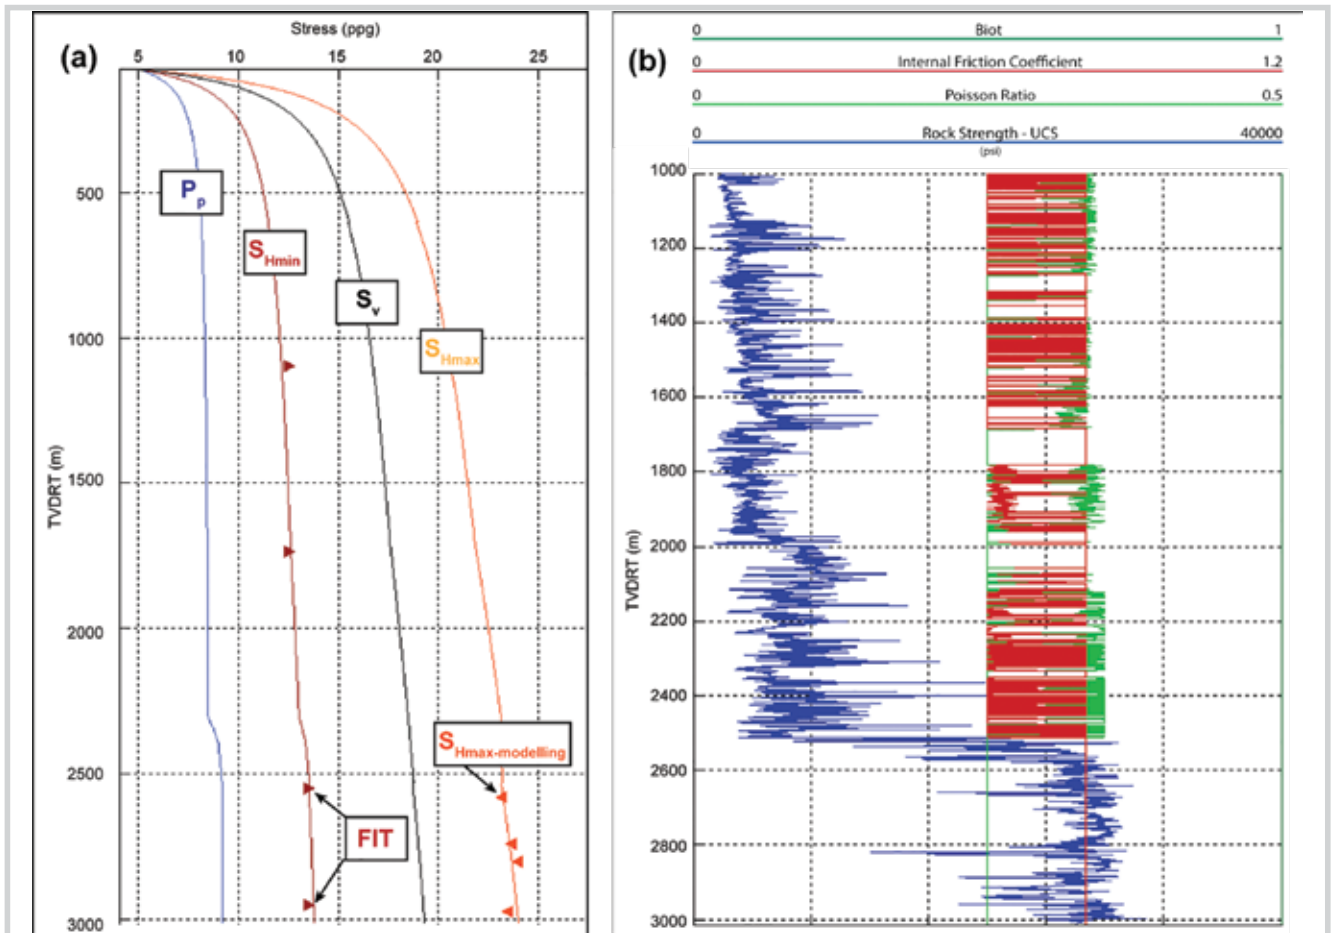 (a)
Stress (ppg)
5 10 15 20 25
TVDRT (m)
500
1000
1500
2000
2500
3000
Pp
SHmin
Sv
SHmax
SHmax-modelling
FIT
(b)
0 Biot 1
0 Internal Friction Coefficient 1.2
0 Poisson Ratio 0.5
0 Rock Strength - UCS 40000
(psi)
TVDRT (m)
1000
1200
1400
1600
1800
2000
2200
2400
2600
2800
3000